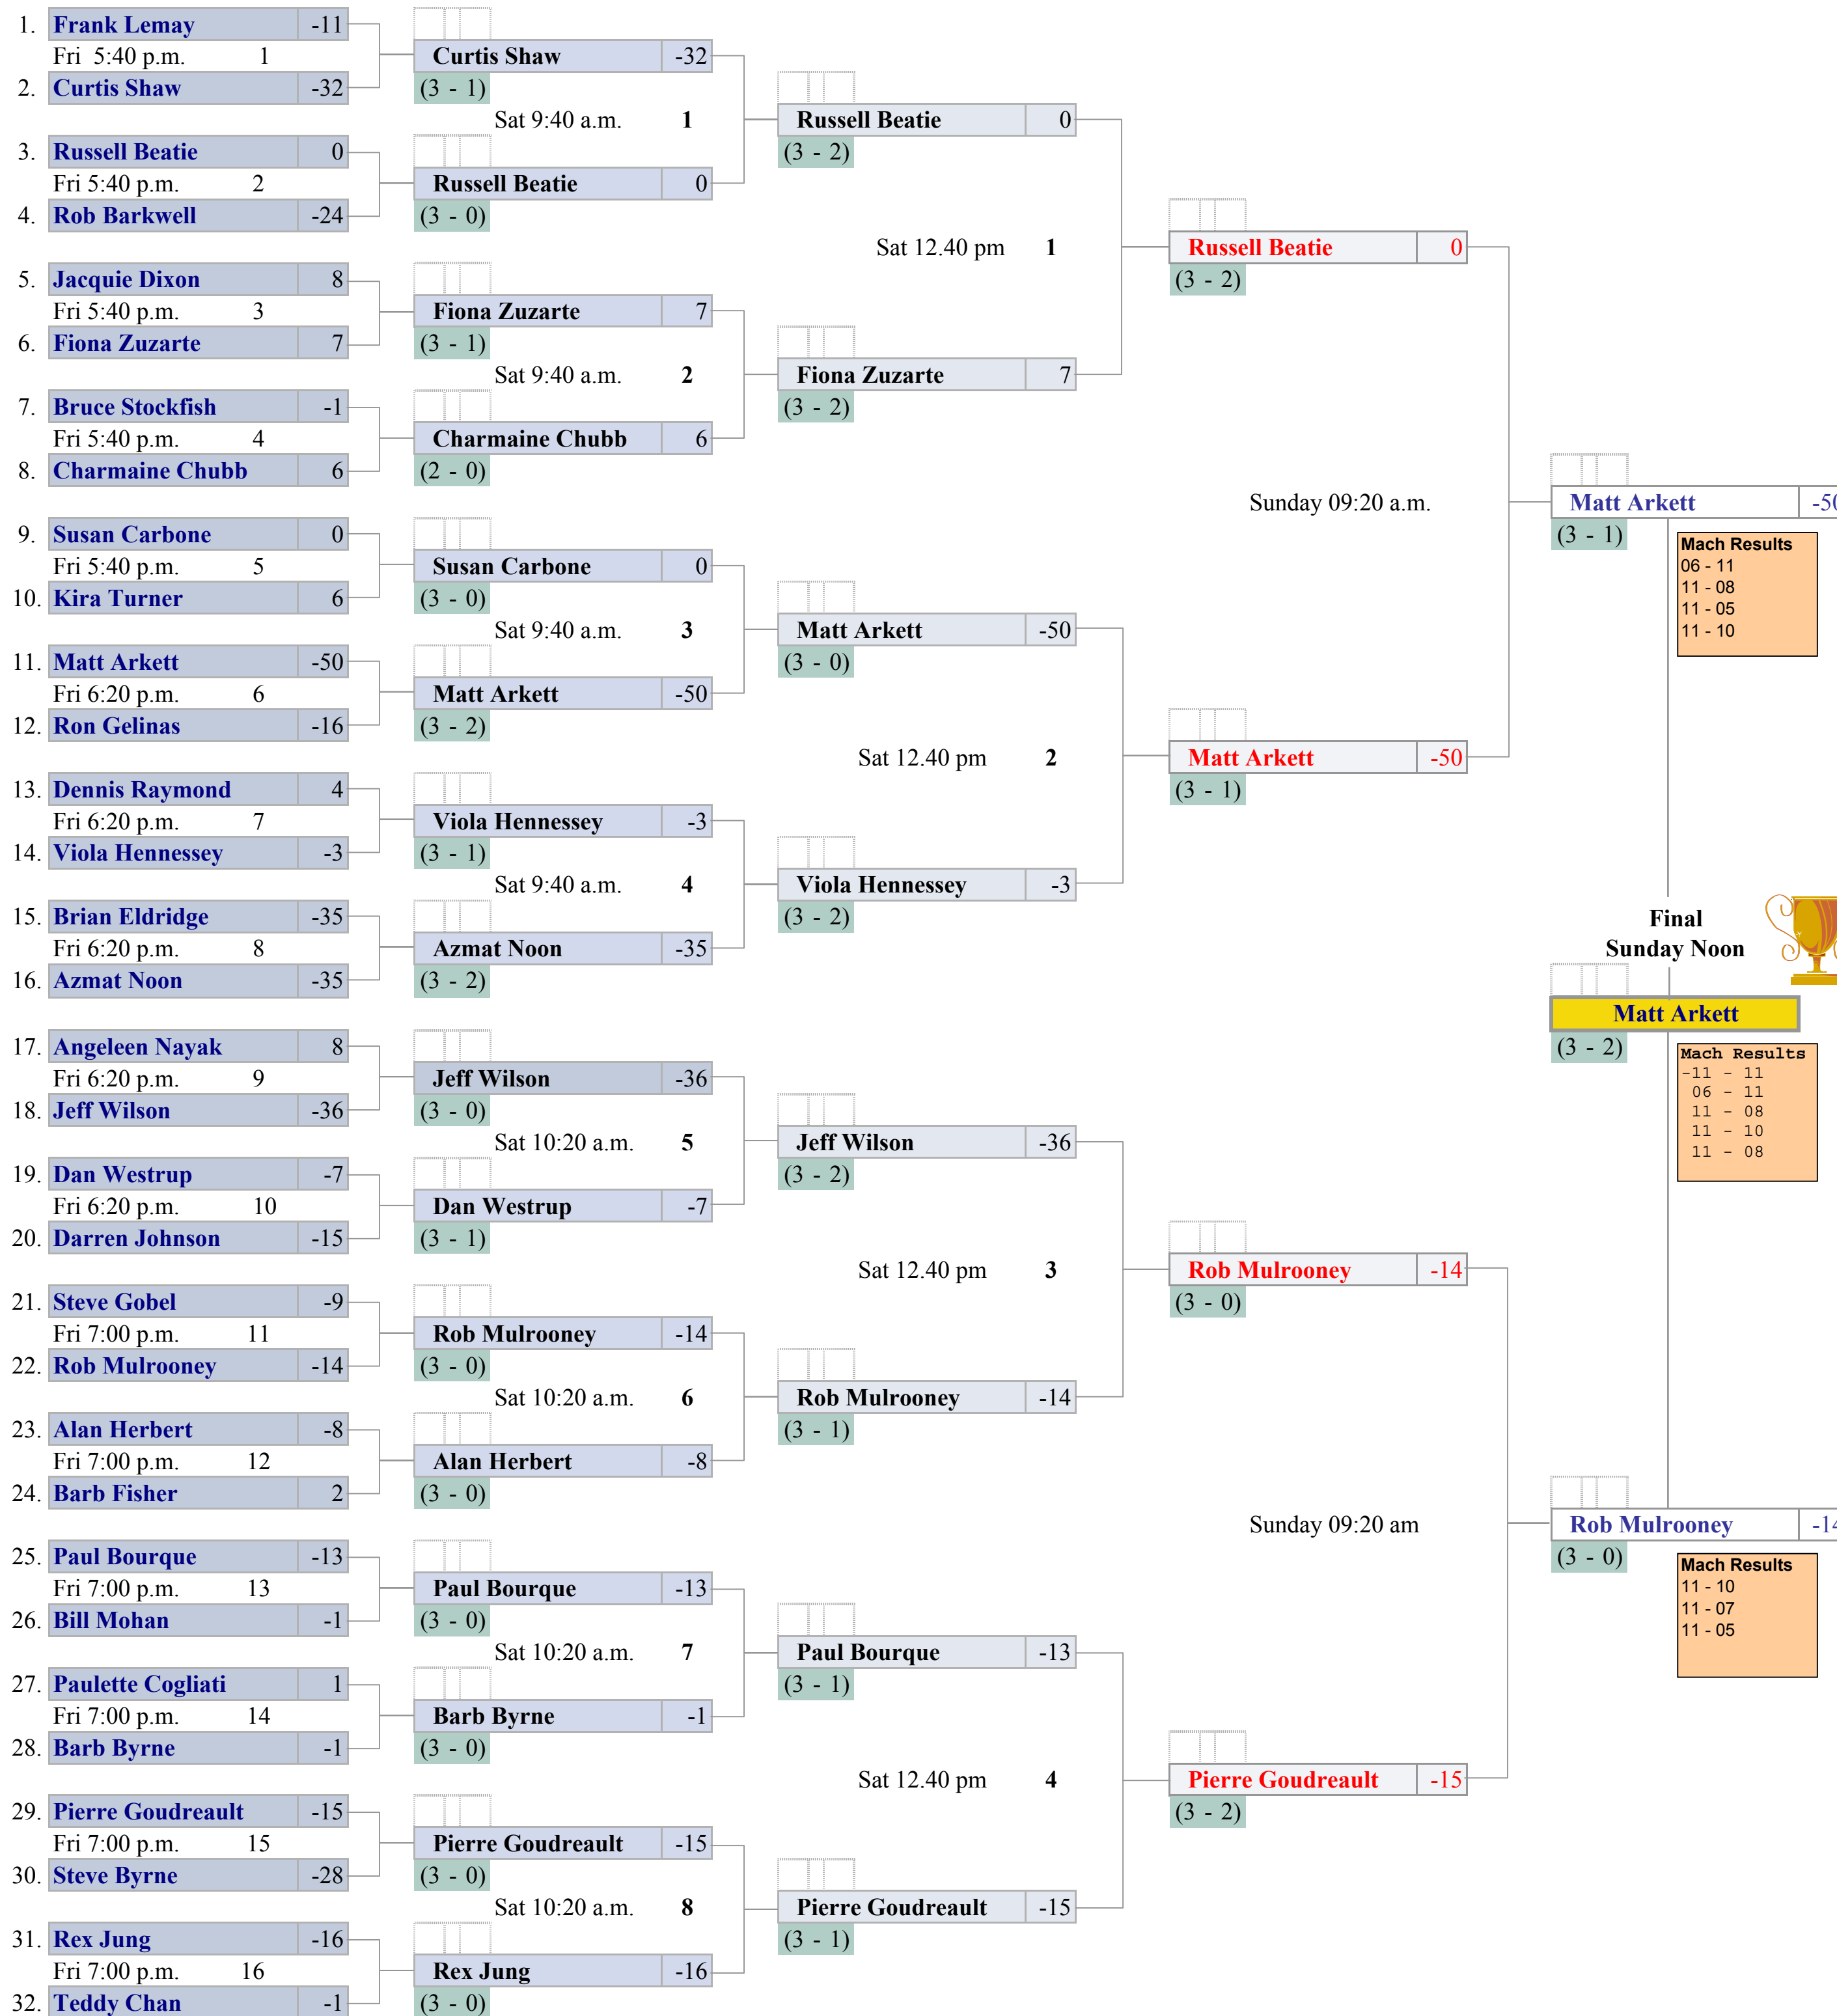 1. Frank Lemay -11
Fri 5:40 p.m. 1
2. Curtis Shaw -32
3. Russell Beatie 0
Fri 5:40 p.m. 2
4. Rob Barkwell -24
5. Jacquie Dixon 8
Fri 5:40 p.m. 3
6. Fiona Zuzarte 7
7. Bruce Stockfish -1
Fri 5:40 p.m. 4
8. Charmaine Chubb 6
9. Susan Carbone 0
Fri 5:40 p.m. 5
10. Kira Turner 6
11. Matt Arkett -50
Fri 6:20 p.m. 6
12. Ron Gelinas -16
13. Dennis Raymond 4
Fri 6:20 p.m. 7
14. Viola Hennessey -3
15. Brian Eldridge -35
Fri 6:20 p.m. 8
16. Azmat Noon -35
17. Angeleen Nayak 8
Fri 6:20 p.m. 9
18. Jeff Wilson -36
19. Dan Westrup -7
Fri 6:20 p.m. 10
20. Darren Johnson -15
21. Steve Gobel -9
Fri 7:00 p.m. 11
22. Rob Mulrooney -14
23. Alan Herbert -8
Fri 7:00 p.m. 12
24. Barb Fisher 2
25. Paul Bourque -13
Fri 7:00 p.m. 13
26. Bill Mohan -1
27. Paulette Cogliati 1
Fri 7:00 p.m. 14
28. Barb Byrne -1
29. Pierre Goudreault -15
Fri 7:00 p.m. 15
30. Steve Byrne -28
31. Rex Jung -16
Fri 7:00 p.m. 16
32. Teddy Chan -1
Curtis Shaw -32
(3 - 1)
Sat 9:40 a.m. 1
Russell Beatie 0
(3 - 0)
Fiona Zuzarte 7
(3 - 1)
Sat 9:40 a.m. 2
Charmaine Chubb 6
(2 - 0)
Susan Carbone 0
(3 - 0)
Sat 9:40 a.m. 3
Matt Arkett -50
(3 - 2)
Viola Hennessey -3
(3 - 1)
Sat 9:40 a.m. 4
Azmat Noon -35
(3 - 2)
Jeff Wilson -36
(3 - 0)
Sat 10:20 a.m. 5
Dan Westrup -7
(3 - 1)
Rob Mulrooney -14
(3 - 0)
Sat 10:20 a.m. 6
Alan Herbert -8
(3 - 0)
Paul Bourque -13
(3 - 0)
Sat 10:20 a.m. 7
Barb Byrne -1
(3 - 0)
Pierre Goudreault -15
(3 - 0)
Sat 10:20 a.m. 8
Rex Jung -16
(3 - 0)
Russell Beatie 0
(3 - 2)
Sat 12.40 pm 1
Fiona Zuzarte 7
(3 - 2)
Matt Arkett -50
(3 - 0)
Sat 12.40 pm 2
Viola Hennessey -3
(3 - 2)
Jeff Wilson -36
(3 - 2)
Sat 12.40 pm 3
Rob Mulrooney -14
(3 - 1)
Paul Bourque -13
(3 - 1)
Sat 12.40 pm 4
Pierre Goudreault -15
(3 - 1)
Russell Beatie 0
(3 - 2)
Sunday 09:20 a.m.
Matt Arkett -50
(3 - 1)
Rob Mulrooney -14
(3 - 0)
Sunday 09:20 am
Pierre Goudreault -15
(3 - 2)
Matt Arkett -50
(3 - 1)
Mach Results
06 - 11
11 - 08
11 - 05
11 - 10
Final
Sunday Noon
Matt Arkett
(3 - 2)
Mach Results
-11 - 11
06 - 11
11 - 08
11 - 10
11 - 08
Rob Mulrooney -14
(3 - 0)
Mach Results
11 - 10
11 - 07
11 - 05